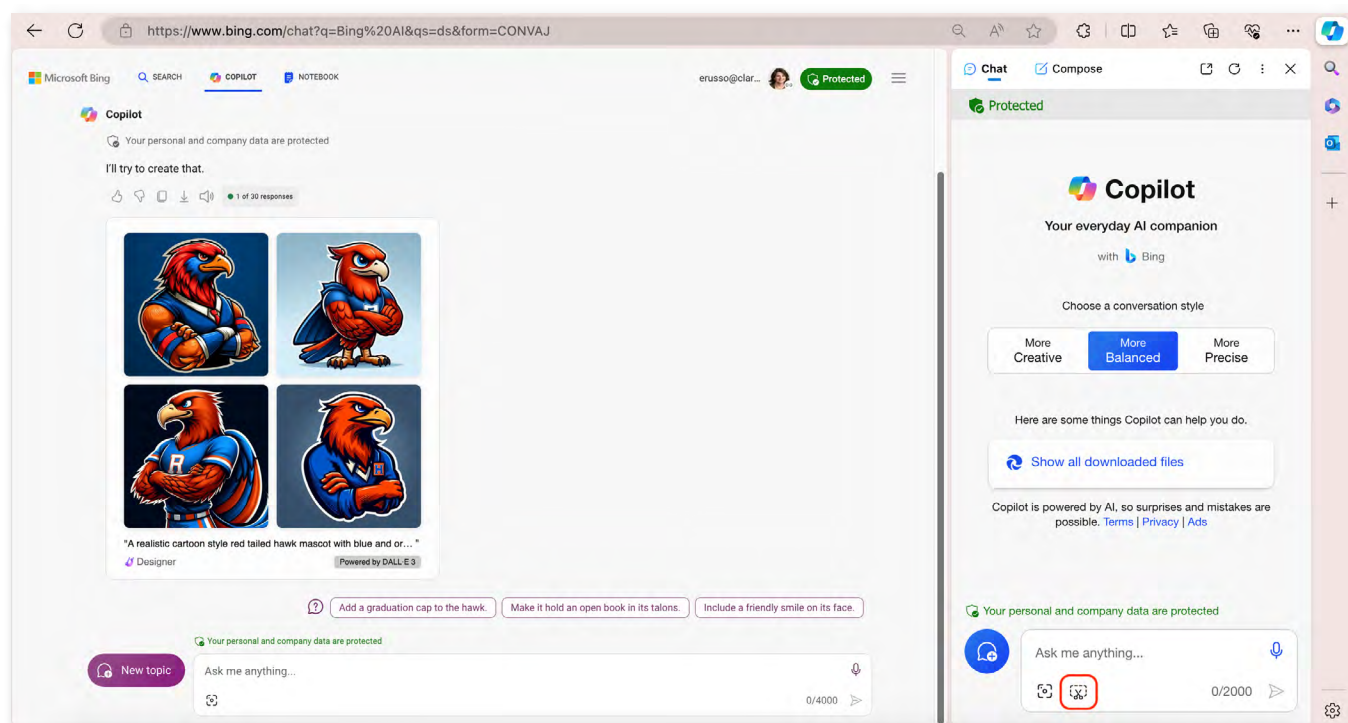 https://www.bing.com/chat?q=Bing%20AI&qs=ds&form=CONVAJ
Microsoft Bing
SEARCH
COPILOT
NOTEBOOK
erusso@clar...
Protected
Copilot
Your personal and company data are protected
I'll try to create that.
1 of 30 responses
R
"A realistic cartoon style red tailed hawk mascot with blue and or... "
Designer
Powered by DALL·E 3
Add a graduation cap to the hawk.
Make it hold an open book in its talons.
Include a friendly smile on its face.
Your personal and company data are protected
New topic
Ask me anything...
0/4000
Chat
Compose
Protected
Copilot
Your everyday AI companion
with Bing
Choose a conversation style
More Creative
More Balanced
More Precise
Here are some things Copilot can help you do.
Show all downloaded files
Copilot is powered by AI, so surprises and mistakes are
possible. Terms | Privacy | Ads
Your personal and company data are protected
Ask me anything...
0/2000